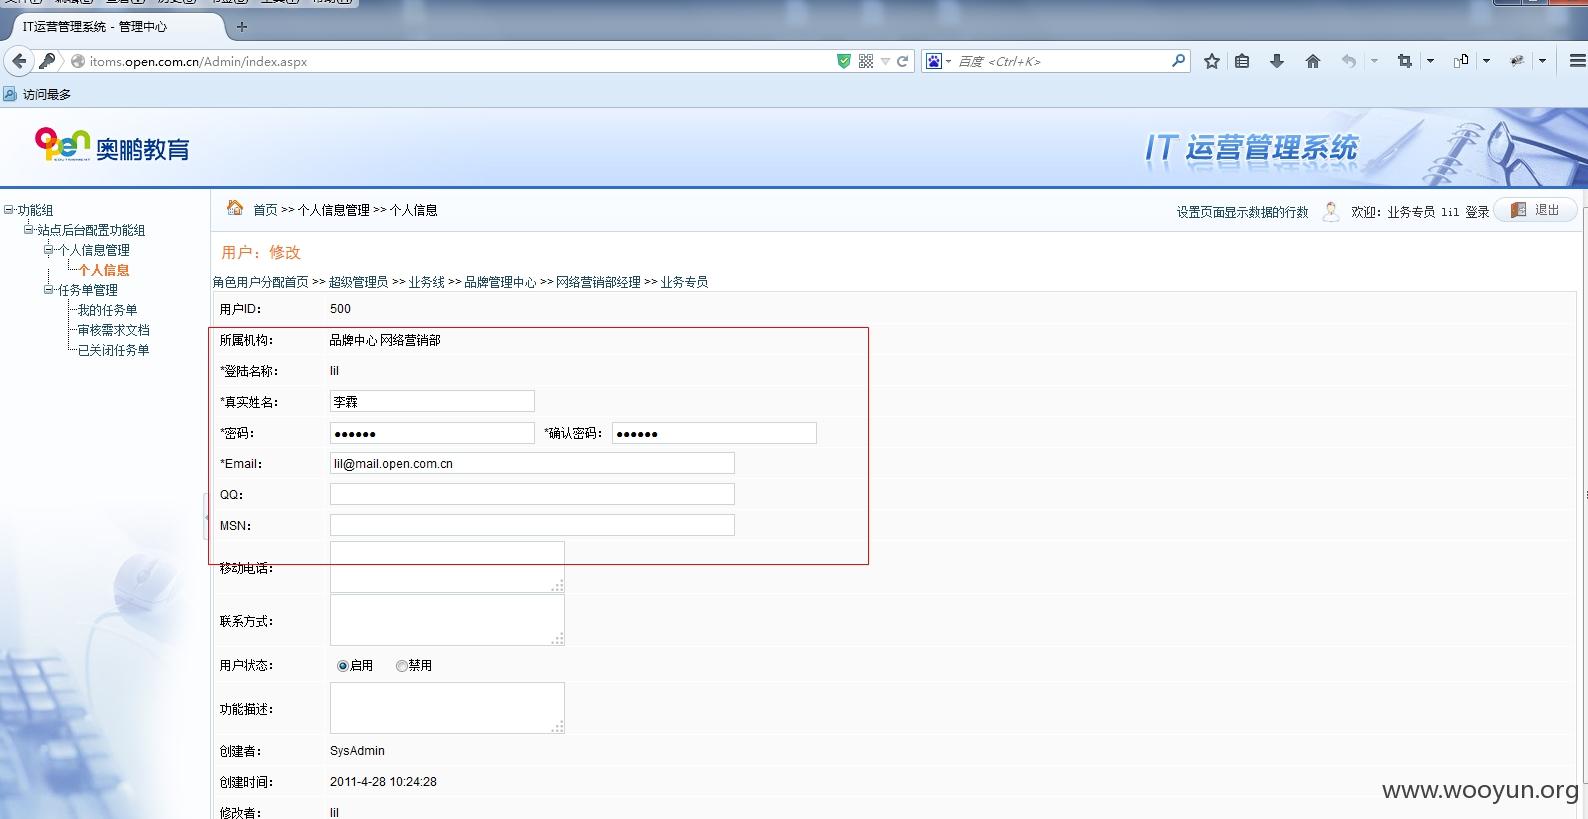 IT运营管理系统 - 管理中心
itoms.open.com.cn/Admin/index.aspx
百度 <Ctrl+K>
访问最多
open 奥鹏教育
IT 运营管理系统
功能组
站点后台配置功能组
个人信息管理
个人信息
任务单管理
我的任务单
审核需求文档
已关闭任务单
首页 >> 个人信息管理 >> 个人信息
设置页面显示数据的行数 欢迎: 业务专员 lil 登录 退出
用户: 修改
角色用户分配首页 >> 超级管理员 >> 业务线 >> 品牌管理中心 >> 网络营销部经理 >> 业务专员
用户ID: 500
所属机构: 品牌中心 网络营销部
*登陆名称: lil
*真实姓名: 李霖
*密码: ●●●●●● *确认密码: ●●●●●●
*Email: lil@mail.open.com.cn
QQ:
MSN:
移动电话:
联系方式:
用户状态: 启用 禁用
功能描述:
创建者: SysAdmin
创建时间: 2011-4-28 10:24:28
修改者: lil
www.wooyun.org